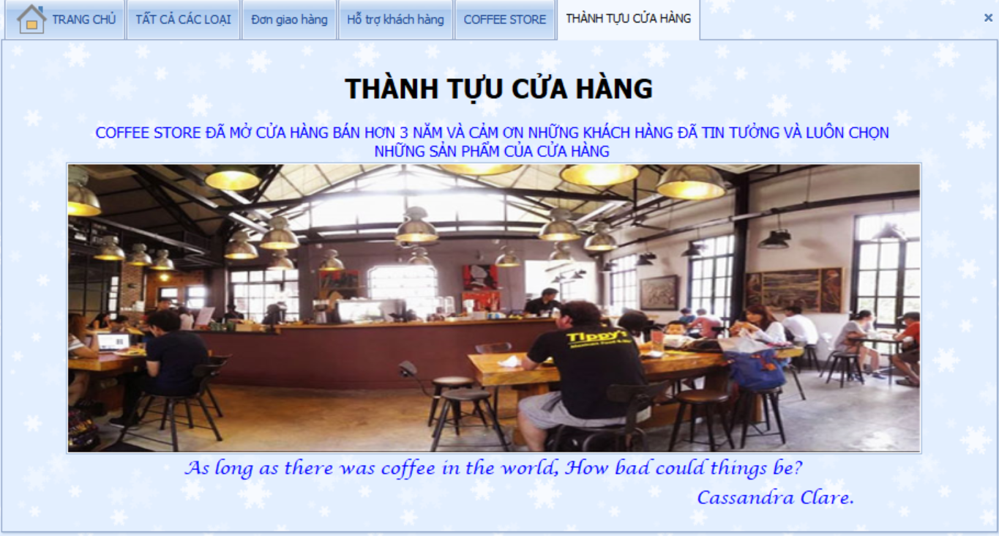 TRANG CHỦ
TẤT CẢ CÁC LOẠI
Đơn giao hàng
Hỗ trợ khách hàng
COFFEE STORE
THÀNH TỰU CỬA HÀNG
THÀNH TỰU CỬA HÀNG
COFFEE STORE ĐÃ MỞ CỬA HÀNG BÁN HƠN 3 NĂM VÀ CẢM ƠN NHỮNG KHÁCH HÀNG ĐÃ TIN TƯỞNG VÀ LUÔN CHỌN
NHỮNG SẢN PHẨM CỦA CỬA HÀNG
Tippy's
As long as there was coffee in the world, How bad could things be?
Cassandra Clare.